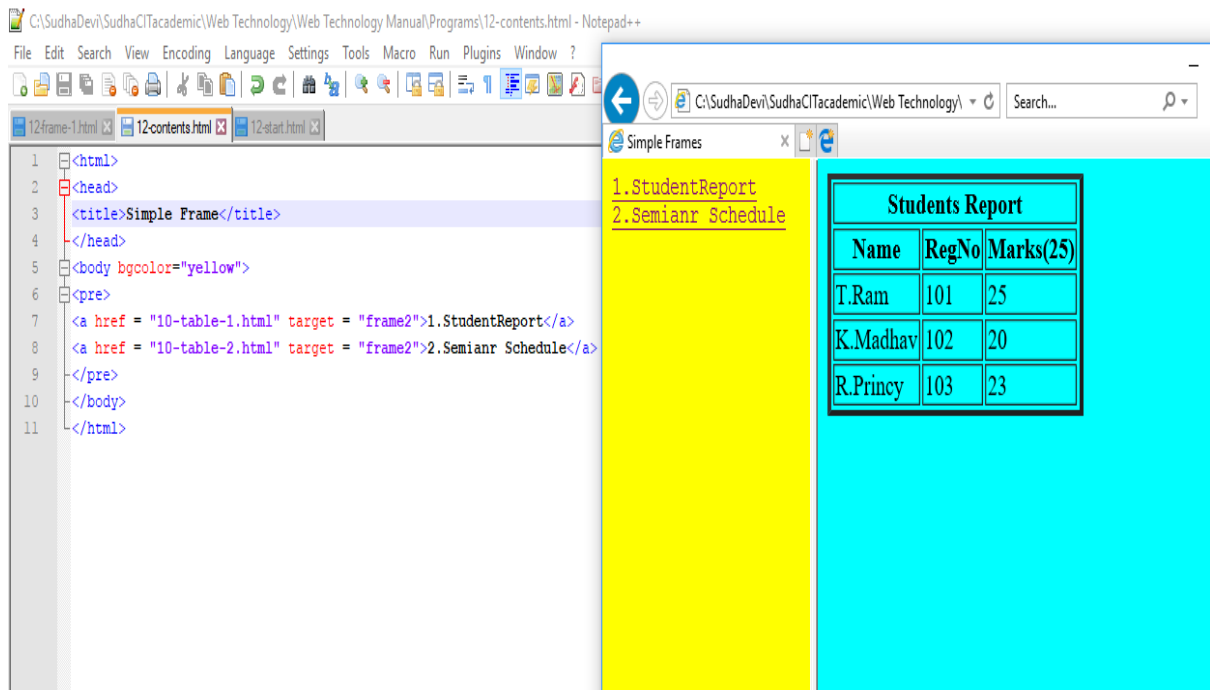 C:\SudhaDevi\SudhaCITacademic\Web Technology\Web Technology Manual\Programs\12-contents.html - Notepad++
File Edit Search View Encoding Language Settings Tools Macro Run Plugins Window ?
12-frame-1.html 12-contents.html 12-start.html
1 <html>
2 <head>
3 <title>Simple Frame</title>
4 </head>
5 <body bgcolor="yellow">
6 <pre>
7 <a href = "10-table-1.html" target = "frame2">1.StudentReport</a>
8 <a href = "10-table-2.html" target = "frame2">2.Semianr Schedule</a>
9 </pre>
10 </body>
11 </html>
C:\SudhaDevi\SudhaCITacademic\Web Technology\ Search...
Simple Frames
1.StudentReport
2.Semianr Schedule
Students Report
Name RegNo Marks(25)
T.Ram 101 25
K.Madhav 102 20
R.Princy 103 23